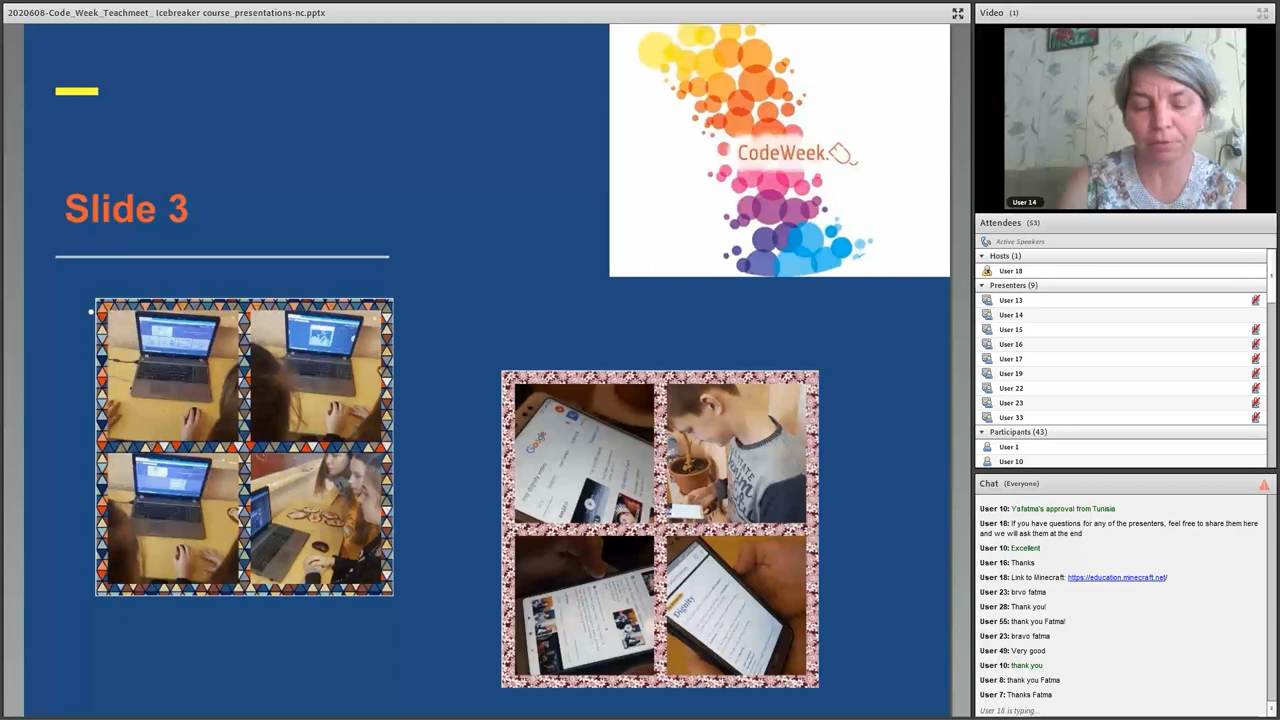 20200608-Code_Week_Teachmeet_ Icebreaker course_presentations-nc.pptx
CodeWeek.
Slide 3
Google
Dignity
Video (1)
User 14
Attendees (53)
Active Speakers
Hosts (1)
User 18
Presenters (9)
User 13
User 14
User 15
User 16
User 17
User 19
User 22
User 23
User 33
Participants (43)
User 1
User 10
Chat (Everyone)
User 10: Yafatma's approval from Tunisia
User 18: If you have questions for any of the presenters, feel free to share them here
and we will ask them at the end
User 10: Excellent
User 16: Thanks
User 18: Link to Minecraft: https://education.minecraft.net/
User 23: brvo fatma
User 28: Thank you!
User 55: thank you Fatma!
User 23: bravo fatma
User 49: Very good
User 10: thank you
User 8: thank you Fatma
User 7: Thanks Fatma
User 18 is typing...